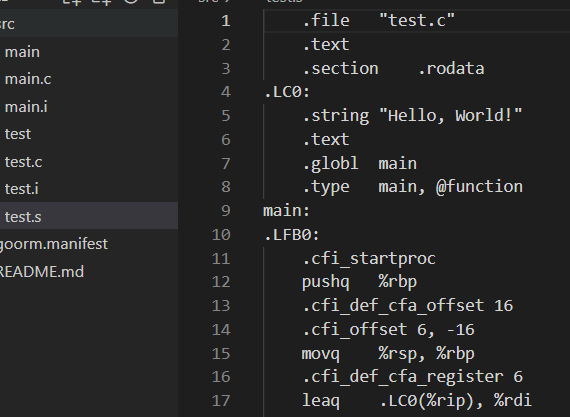 src
main
main.c
main.i
test
test.c
test.i
test.s
goorm.manifest
README.md
1 .file "test.c"
2 .text
3 .section .rodata
4 .LC0:
5 .string "Hello, World!"
6 .text
7 .globl main
8 .type main, @function
9 main:
10 .LFB0:
11 .cfi_startproc
12 pushq %rbp
13 .cfi_def_cfa_offset 16
14 .cfi_offset 6, -16
15 movq %rsp, %rbp
16 .cfi_def_cfa_register 6
17 leaq .LC0(%rip), %rdi